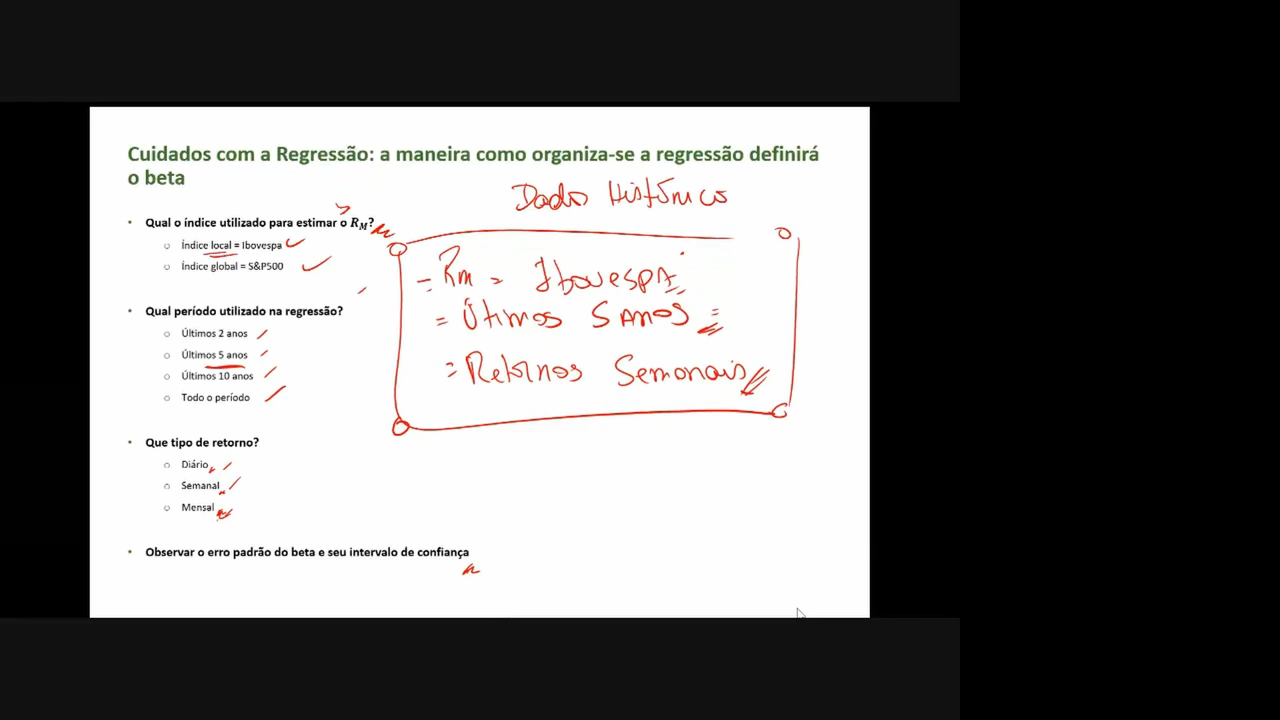 Cuidados com a Regressão: a maneira como organiza-se a regressão definirá
o beta
Dados Histórico
• Qual o índice utilizado para estimar o R_M?
○ Índice local = Ibovespa
○ Índice global = S&P500
- Rm = IbovespA
= Útimos 5 Anos =
= Retornos Semanais
• Qual período utilizado na regressão?
○ Últimos 2 anos
○ Últimos 5 anos
○ Últimos 10 anos
○ Todo o período
• Que tipo de retorno?
○ Diário
○ Semanal
○ Mensal
• Observar o erro padrão do beta e seu intervalo de confiança